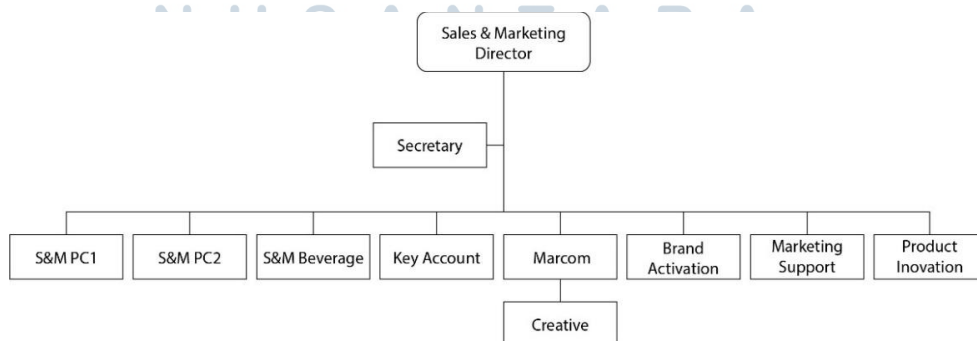 Sales & Marketing
Director
Secretary
S&M PC1
S&M PC2
S&M Beverage
Key Account
Marcom
Brand
Activation
Marketing
Support
Product
Inovation
Creative